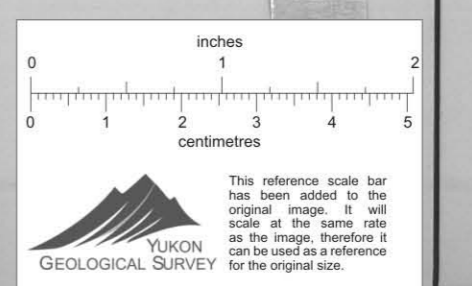 inches
0 1 2
0 1 2 3 4 5
centimetres
This reference scale bar
has been added to the
original image. It will
scale at the same rate
as the image, therefore it
can be used as a reference
for the original size.
YUKON
GEOLOGICAL SURVEY